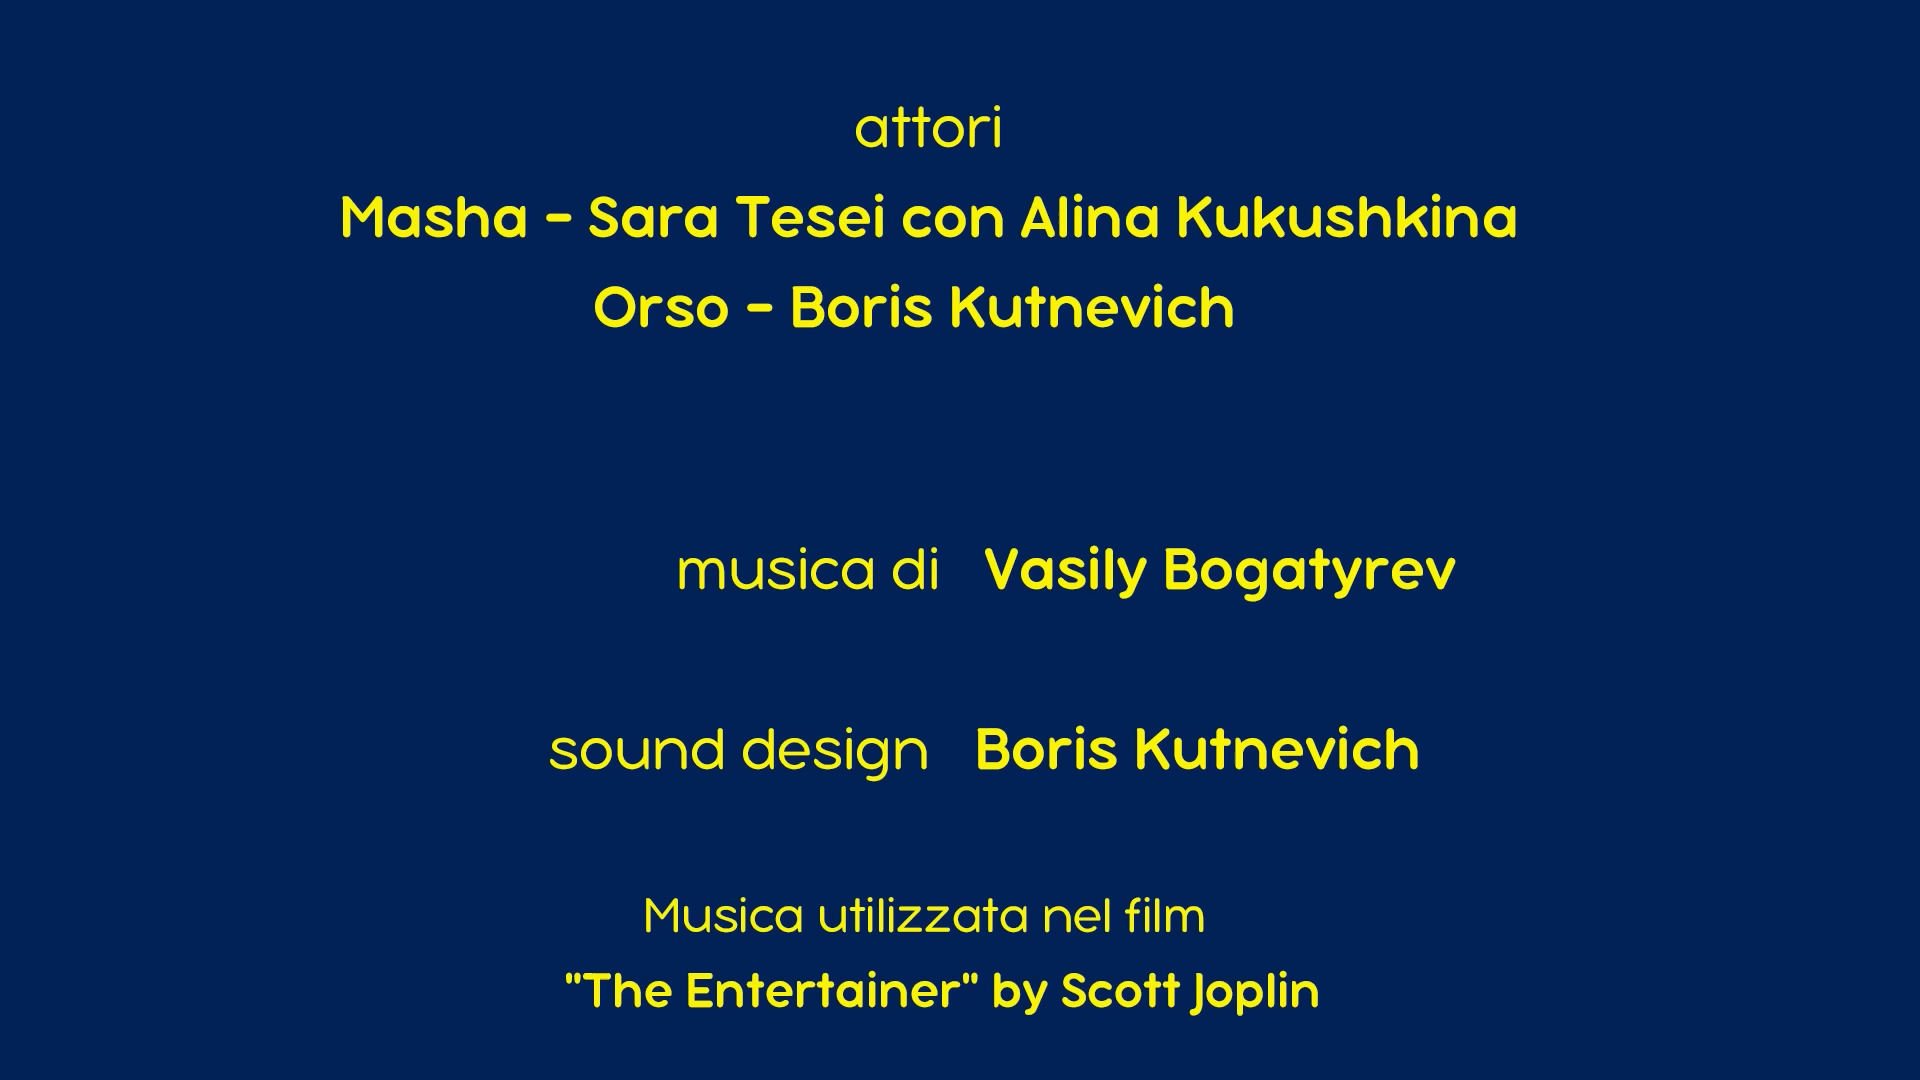 attori
Masha - Sara Tesei con Alina Kukushkina
Orso - Boris Kutnevich
musica di Vasily Bogatyrev
sound design Boris Kutnevich
Musica utilizzata nel film
"The Entertainer" by Scott Joplin